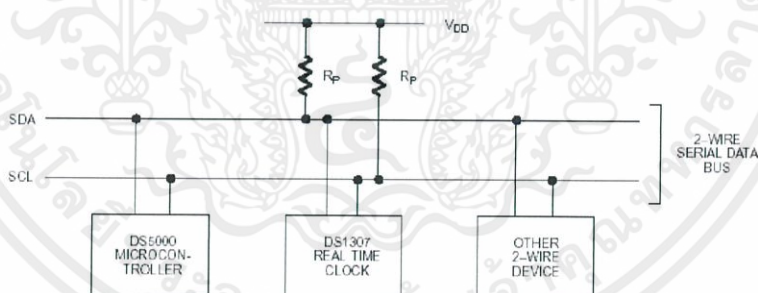 VDD
RP RP
SDA
SCL
2-WIRE
SERIAL DATA
BUS
DS5000
MICROCON-
TROLLER
DS1307
REAL TIME
CLOCK
OTHER
2-WIRE
DEVICE